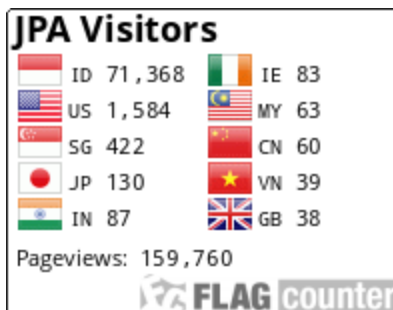 JPA Visitors
ID 71,368 IE 83
US 1,584 MY 63
SG 422 CN 60
JP 130 VN 39
IN 87 GB 38
Pageviews: 159,760
FLAG counter